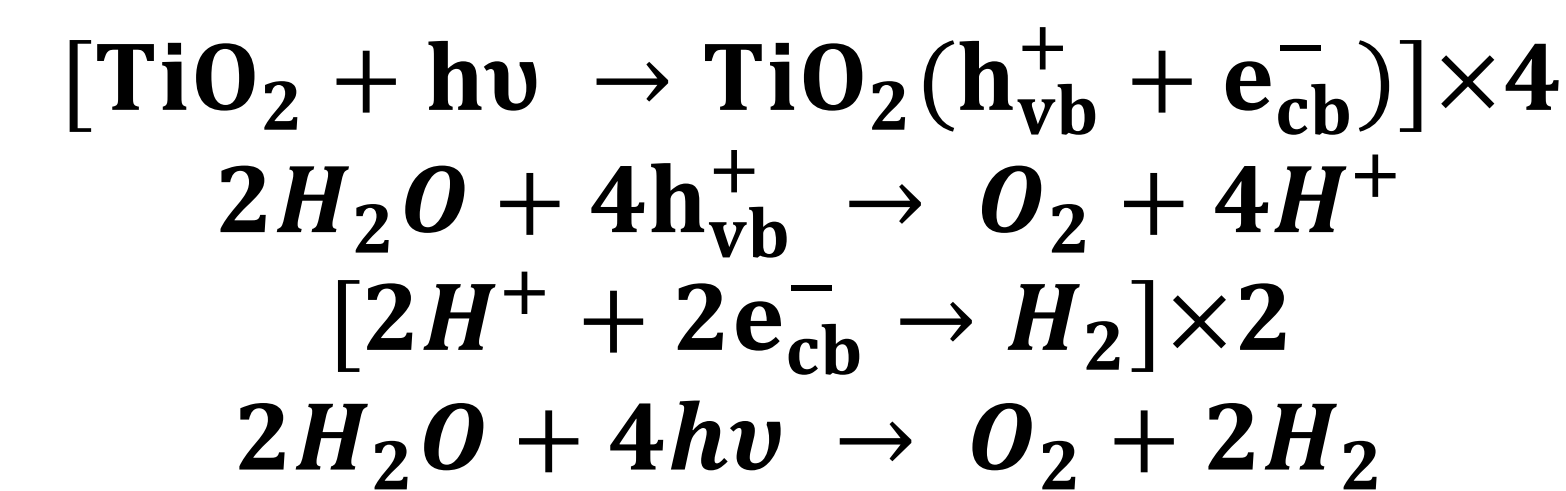 [TiO₂ + hυ → TiO₂(h⁺vb + e⁻cb)]×4
2H₂O + 4h⁺vb → O₂ + 4H⁺
[2H⁺ + 2e⁻cb → H₂]×2
2H₂O + 4hυ → O₂ + 2H₂